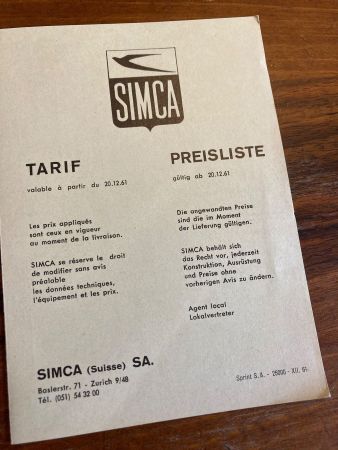 SIMCA
TARIF
valable à partir du 20.12.61
Les prix appliqués
sont ceux en vigueur
au moment de la livraison.
SIMCA se réserve le droit
de modifier sans avis
préalable
les données techniques,
l'équipement et les prix.
PREISLISTE
gültig ab 20.12.61
Die angewandten Preise
sind die im Moment
der Lieferung gültigen.
SIMCA behält sich
das Recht vor, jederzeit
Konstruktion, Ausrüstung
und Preise ohne
vorherigen Avis zu ändern.
Agent local
Lokalvertreter
SIMCA (Suisse) SA.
Baslerstr. 71 - Zurich 9/48
Tél. (051) 54 32 00
Sprint S.A. - 25000 - XII. 61.